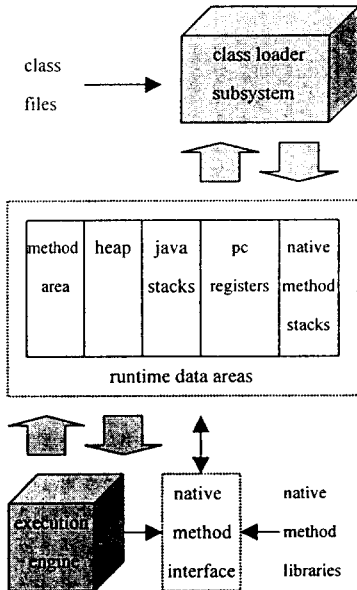 class loader
subsystem
class
files
method
area
heap
java
stacks
pc
registers
native
method
stacks
runtime data areas
execution
engine
native
method
interface
native
method
libraries